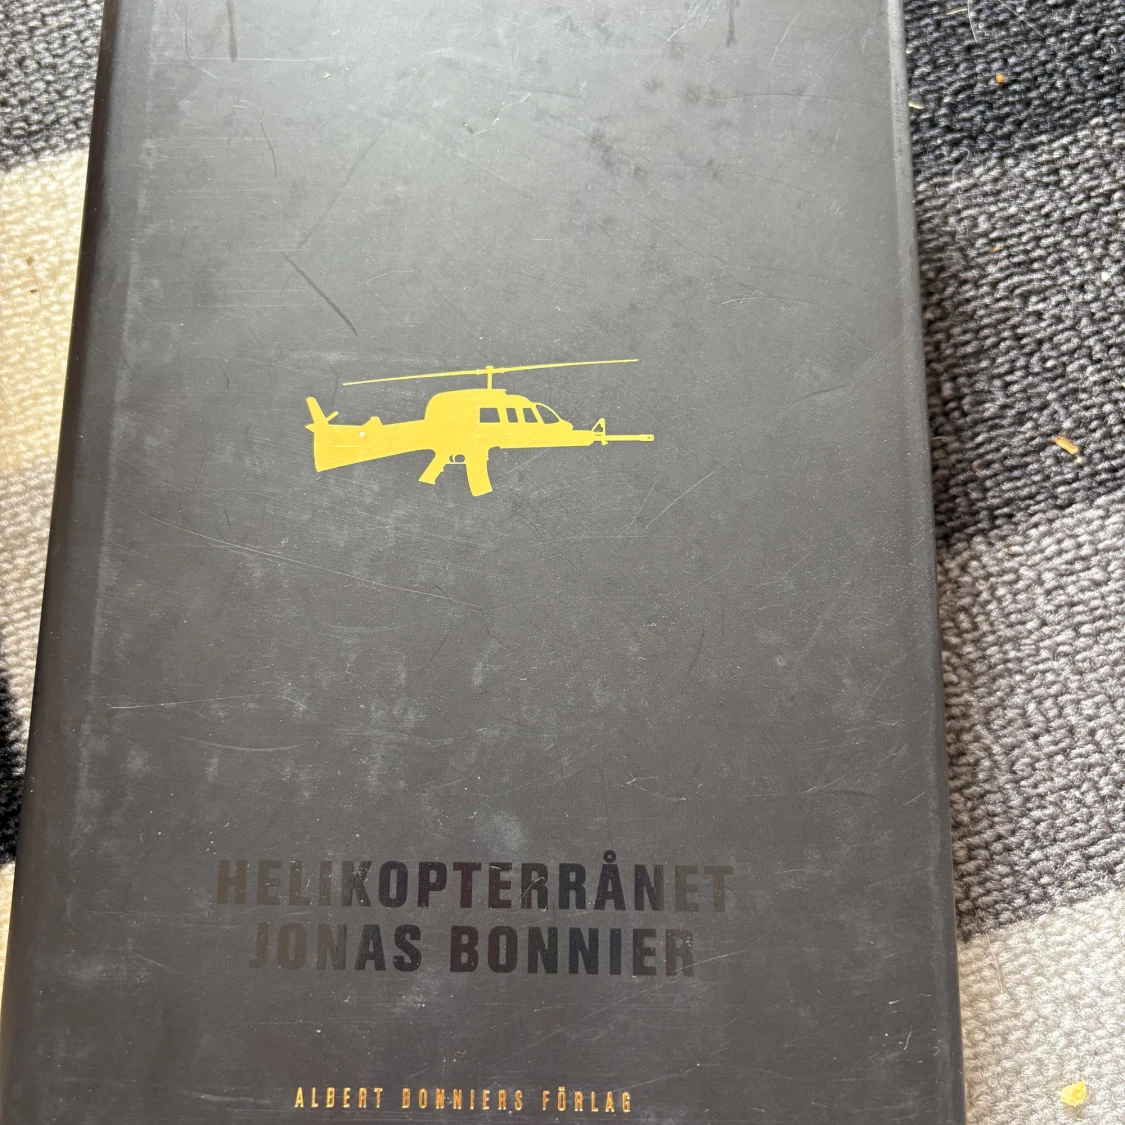 HELIKOPTERRÅNET
JONAS BONNIER
ALBERT BONNIERS FÖRLAG